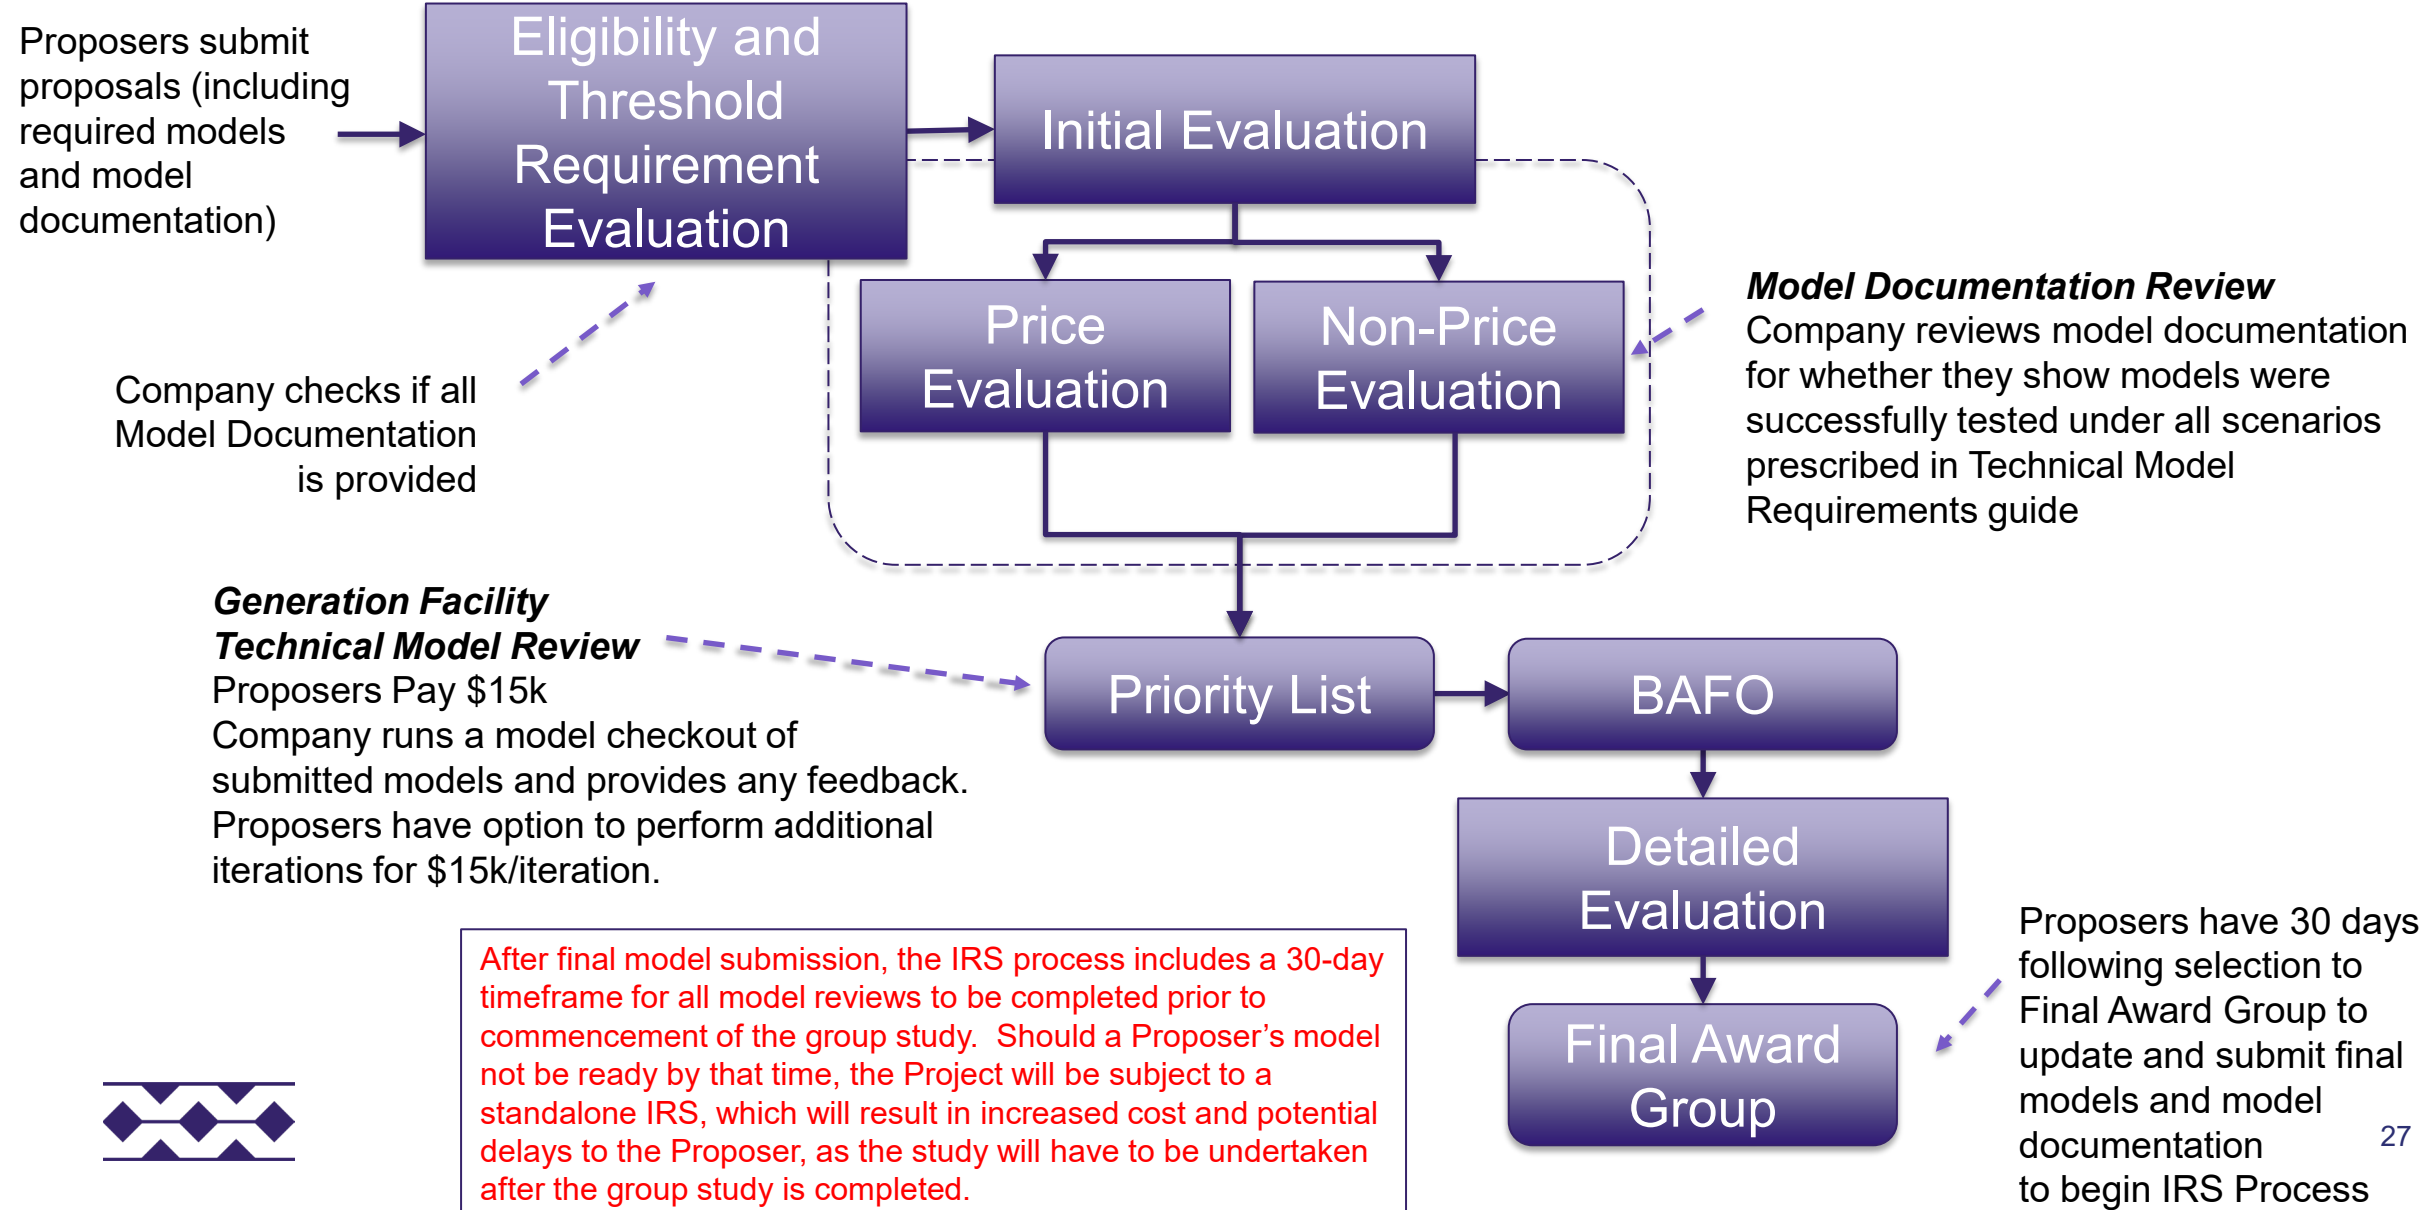 Proposers submit
proposals (including
required models
and model
documentation)
Eligibility and
Threshold
Requirement
Evaluation
Initial Evaluation
Price
Evaluation
Non-Price
Evaluation
Company checks if all
Model Documentation
is provided
Model Documentation Review
Company reviews model documentation
for whether they show models were
successfully tested under all scenarios
prescribed in Technical Model
Requirements guide
Generation Facility
Technical Model Review
Proposers Pay $15k
Company runs a model checkout of
submitted models and provides any feedback.
Proposers have option to perform additional
iterations for $15k/iteration.
Priority List
BAFO
Detailed
Evaluation
Final Award
Group
After final model submission, the IRS process includes a 30-day
timeframe for all model reviews to be completed prior to
commencement of the group study.  Should a Proposer’s model
not be ready by that time, the Project will be subject to a
standalone IRS, which will result in increased cost and potential
delays to the Proposer, as the study will have to be undertaken
after the group study is completed.
Proposers have 30 days
following selection to
Final Award Group to
update and submit final
models and model
documentation
to begin IRS Process
27